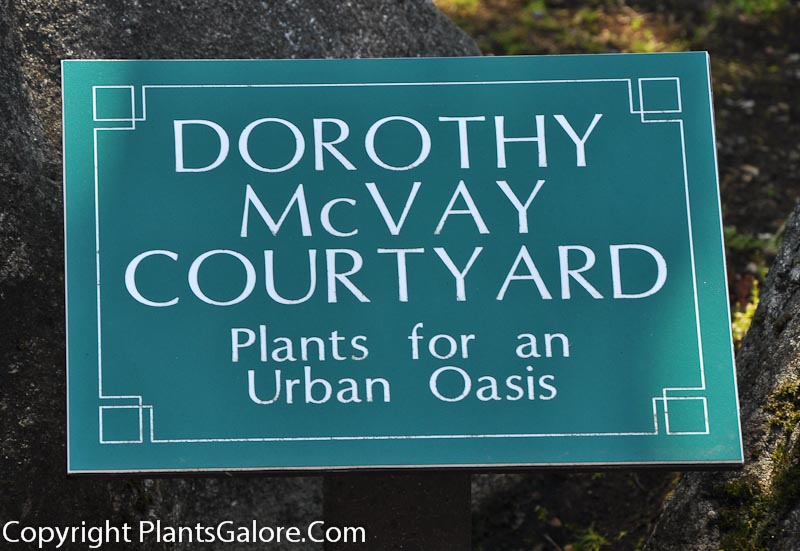 DOROTHY
McVAY
COURTYARD
Plants for an
Urban Oasis
Copyright PlantsGalore.Com